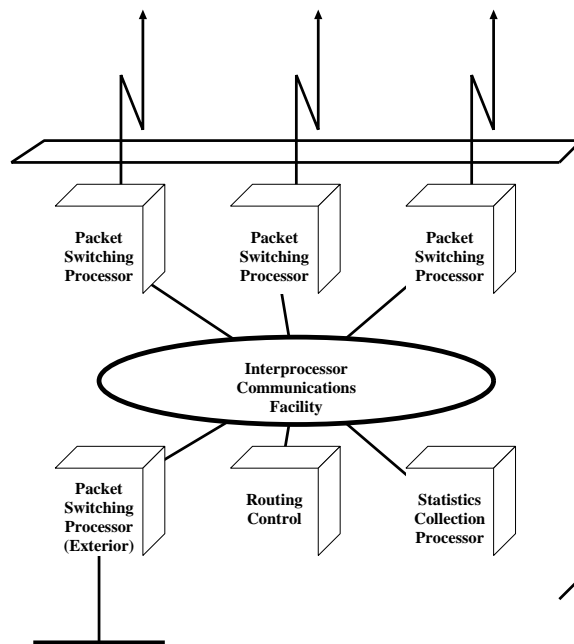 Packet
Switching
Processor
Packet
Switching
Processor
Packet
Switching
Processor
Interprocessor
Communications
Facility
Packet
Switching
Processor
(Exterior)
Routing
Control
Statistics
Collection
Processor